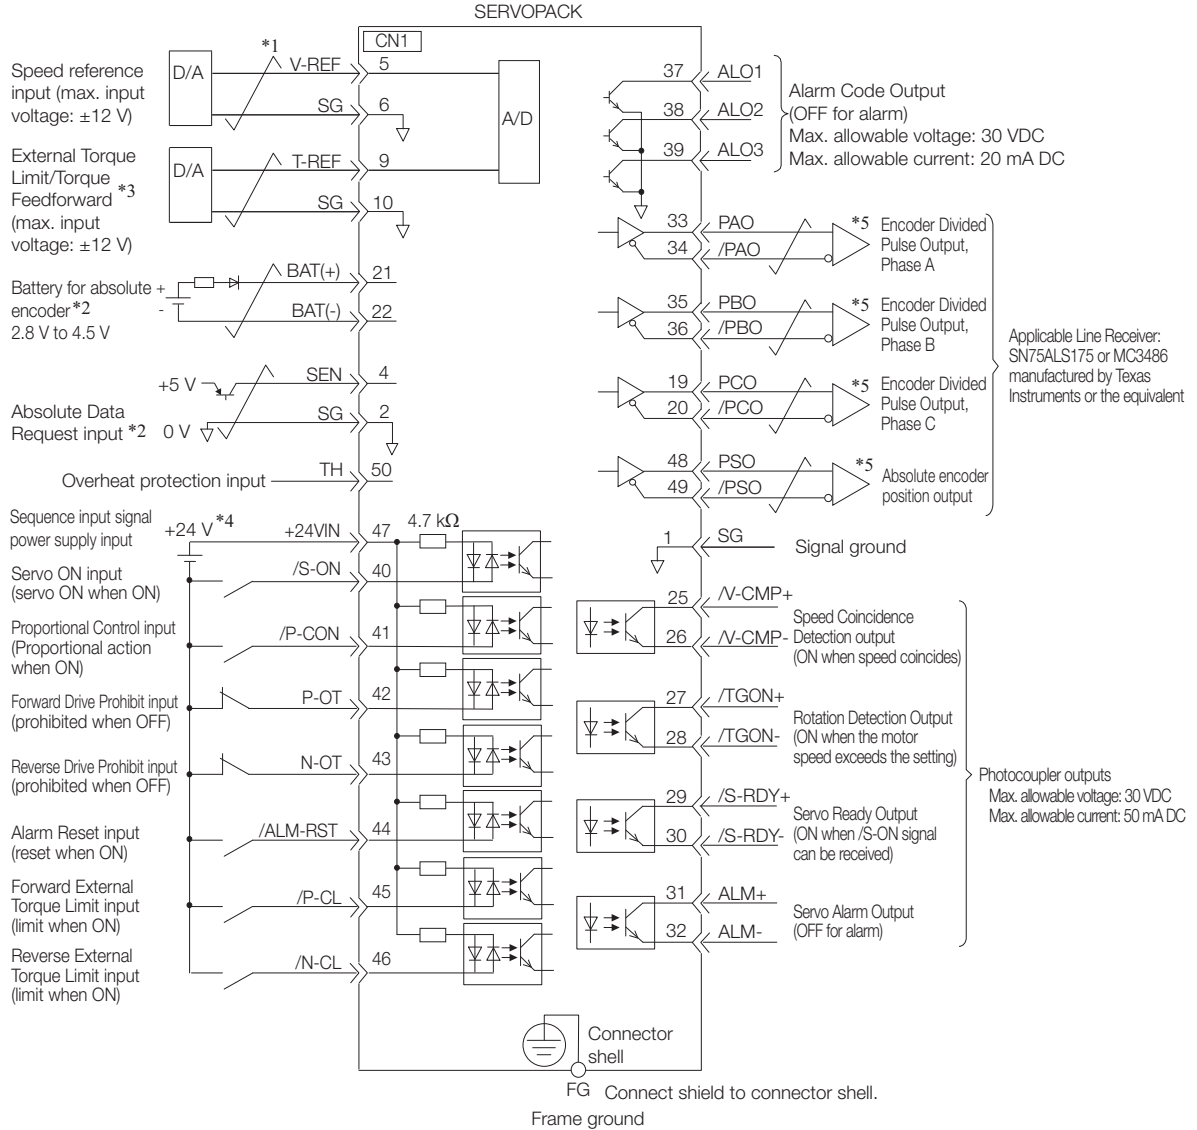 SERVOPACK
CN1
Speed reference
input (max. input
voltage: ±12 V)
D/A
*1
V-REF
5
SG
6
A/D
External Torque
Limit/Torque
Feedforward *3
(max. input
voltage: ±12 V)
D/A
T-REF
9
SG
10
Battery for absolute +
encoder*2 -
2.8 V to 4.5 V
BAT(+)
21
BAT(-)
22
+5 V
SEN
4
Absolute Data
Request input *2
0 V
SG
2
Overheat protection input
TH
50
Sequence input signal
power supply input
+24 V *4
+24VIN
47
4.7 kΩ
Servo ON input
(servo ON when ON)
/S-ON
40
Proportional Control input
(Proportional action
when ON)
/P-CON
41
Forward Drive Prohibit input
(prohibited when OFF)
P-OT
42
Reverse Drive Prohibit input
(prohibited when OFF)
N-OT
43
Alarm Reset input
(reset when ON)
/ALM-RST
44
Forward External
Torque Limit input
(limit when ON)
/P-CL
45
Reverse External
Torque Limit input
(limit when ON)
/N-CL
46
37
ALO1
38
ALO2
39
ALO3
Alarm Code Output
(OFF for alarm)
Max. allowable voltage: 30 VDC
Max. allowable current: 20 mA DC
33
PAO
34
/PAO
*5
Encoder Divided
Pulse Output,
Phase A
35
PBO
36
/PBO
*5
Encoder Divided
Pulse Output,
Phase B
19
PCO
20
/PCO
*5
Encoder Divided
Pulse Output,
Phase C
48
PSO
49
/PSO
*5
Absolute encoder
position output
Applicable Line Receiver:
SN75ALS175 or MC3486
manufactured by Texas
Instruments or the equivalent
1
SG
Signal ground
25
/V-CMP+
26
/V-CMP-
Speed Coincidence
Detection output
(ON when speed coincides)
27
/TGON+
28
/TGON-
Rotation Detection Output
(ON when the motor
speed exceeds the setting)
29
/S-RDY+
30
/S-RDY-
Servo Ready Output
(ON when /S-ON signal
can be received)
31
ALM+
32
ALM-
Servo Alarm Output
(OFF for alarm)
Photocoupler outputs
Max. allowable voltage: 30 VDC
Max. allowable current: 50 mA DC
Connector
shell
FG
Connect shield to connector shell.
Frame ground